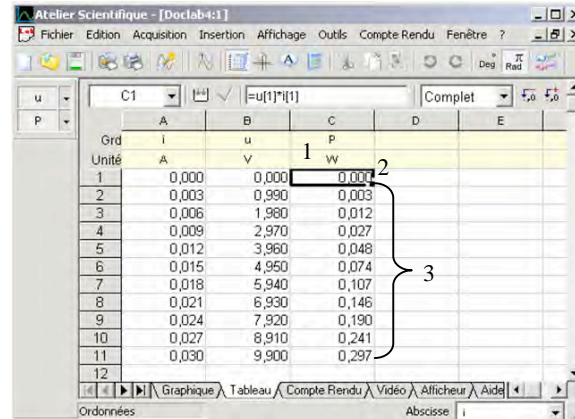 Atelier Scientifique - [Doclab4:1]
Fichier Edition Acquisition Insertion Affichage Outils Compte Rendu Fenêtre ?
Deg Rad
u C1 =u[1]*i[1] Complet
P
A B C D E
Grd i u P
1
Unité A V W
1 0,000 0,000 0,000 2
2 0,003 0,990 0,003
3 0,006 1,980 0,012
4 0,009 2,970 0,027
5 0,012 3,960 0,048
6 0,015 4,950 0,074
3
7 0,018 5,940 0,107
8 0,021 6,930 0,146
9 0,024 7,920 0,190
10 0,027 8,910 0,241
11 0,030 9,900 0,297
12
Graphique Tableau Compte Rendu Vidéo Afficheur Aide
Ordonnées Abscisse i